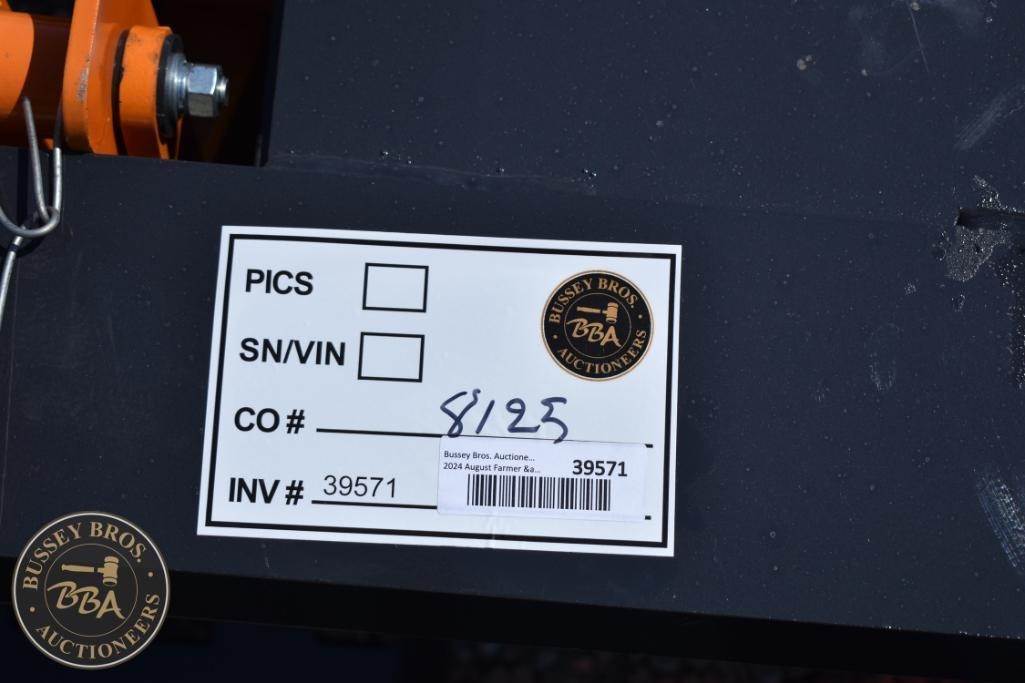 PICS
BUSSEY BROS.
BBA
AUCTIONEERS
SN/VIN
CO # 8125
Bussey Bros. Auctione...
2024 August Farmer &a...
39571
INV # 39571
BUSSEY BROS.
BBA
AUCTIONEERS